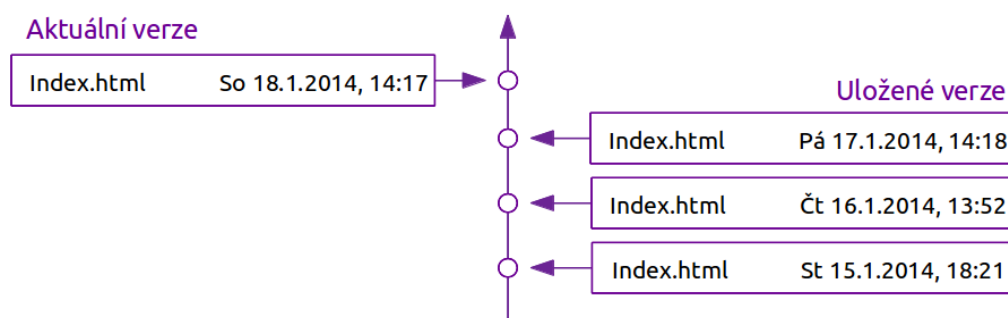 Aktuální verze
Index.html So 18.1.2014, 14:17
Uložené verze
Index.html Pá 17.1.2014, 14:18
Index.html Čt 16.1.2014, 13:52
Index.html St 15.1.2014, 18:21